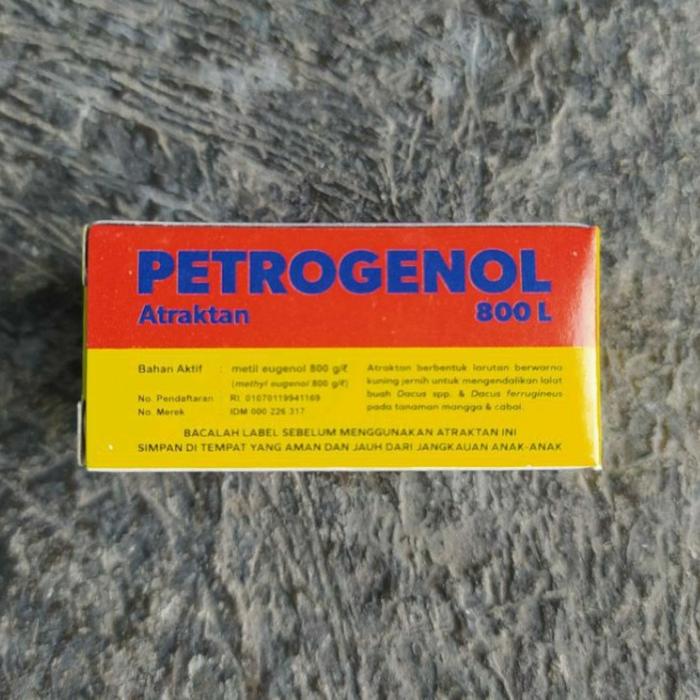 PETROGENOL
Atraktan 800 L
Bahan Aktif : metil eugenol 800 g/ℓ
(methyl eugenol 800 g/ℓ)
No. Pendaftaran RI. 01070119941169
No. Merek IDM 000 226 317
Atraktan berbentuk larutan berwarna
kuning jernih untuk mengendalikan lalat
buah Dacus spp. & Dacus ferrugineus
pada tanaman mangga & cabai.
BACALAH LABEL SEBELUM MENGGUNAKAN ATRAKTAN INI
SIMPAN DI TEMPAT YANG AMAN DAN JAUH DARI JANGKAUAN ANAK-ANAK